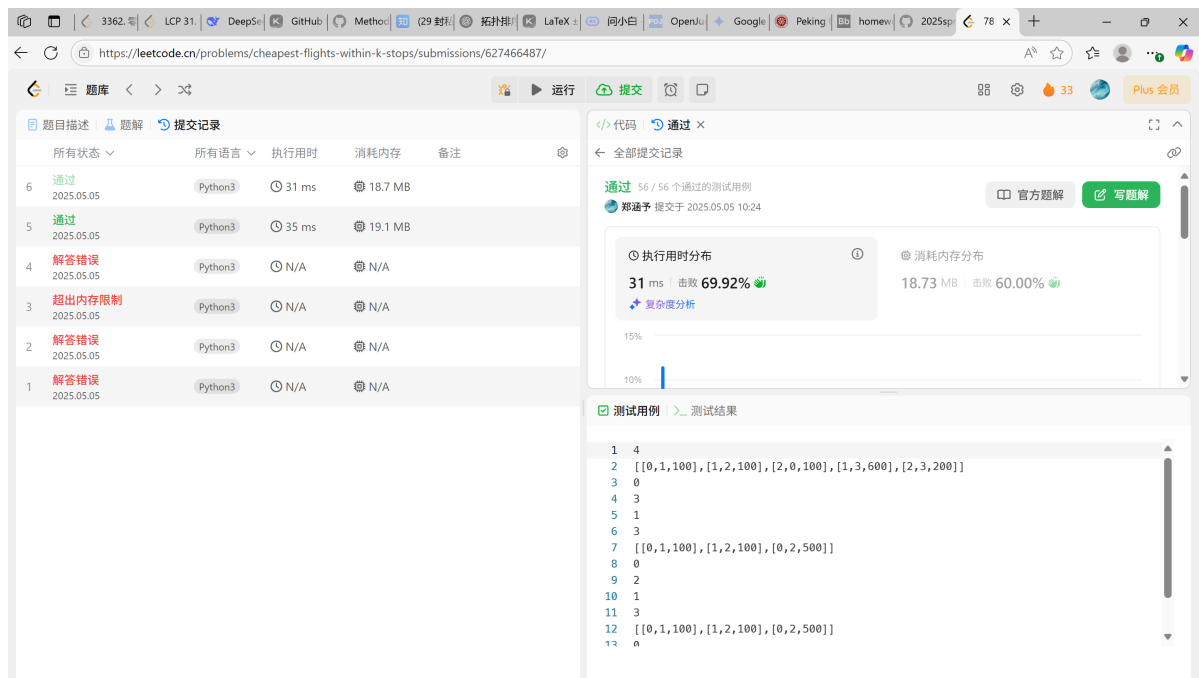 3362. 零
LCP 31.
DeepSe
GitHub
Method
(29 封私
拓扑排序
LaTeX
问小白
OpenJu
Google
Peking
homew
2025sp
78
https://leetcode.cn/problems/cheapest-flights-within-k-stops/submissions/627466487/
题库 运行 提交 33 Plus 会员
题目描述 题解 提交记录
所有状态 所有语言 执行用时 消耗内存 备注
6 通过 Python3 31 ms 18.7 MB
2025.05.05
5 通过 Python3 35 ms 19.1 MB
2025.05.05
4 解答错误 Python3 N/A N/A
2025.05.05
3 超出内存限制 Python3 N/A N/A
2025.05.05
2 解答错误 Python3 N/A N/A
2025.05.05
1 解答错误 Python3 N/A N/A
2025.05.05
</> 代码 通过
全部提交记录
通过 56 / 56 个通过的测试用例
郑涵予 提交于 2025.05.05 10:24
官方题解 写题解
执行用时分布
31 ms 击败 69.92%
复杂度分析
消耗内存分布
18.73 MB 击败 60.00%
15%
10%
测试用例 >_ 测试结果
1 4
2 [[0,1,100],[1,2,100],[2,0,100],[1,3,600],[2,3,200]]
3 0
4 3
5 1
6 3
7 [[0,1,100],[1,2,100],[0,2,500]]
8 0
9 2
10 1
11 3
12 [[0,1,100],[1,2,100],[0,2,500]]
13 0